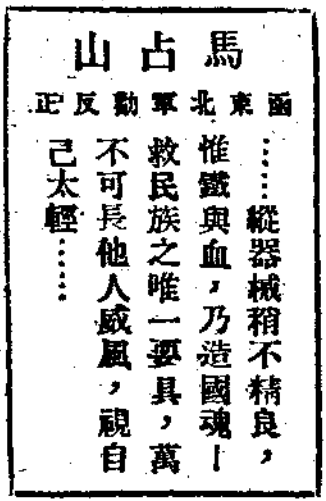 馬占山
函東北軍勸反正
……縱器械稍不精良,
惟鐵與血,乃造國魂—
救民族之唯一要具,萬
不可長他人威風,視自
己太輕……